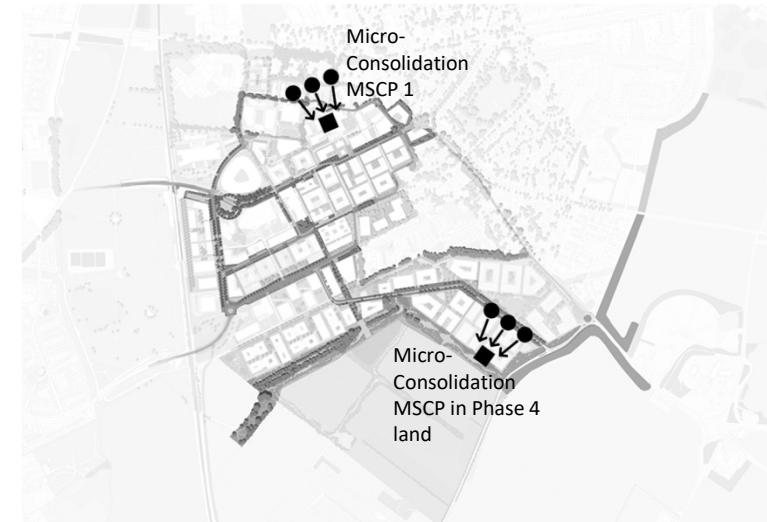 Micro-
Consolidation
MSCP 1
Micro-
Consolidation
MSCP in Phase 4
land